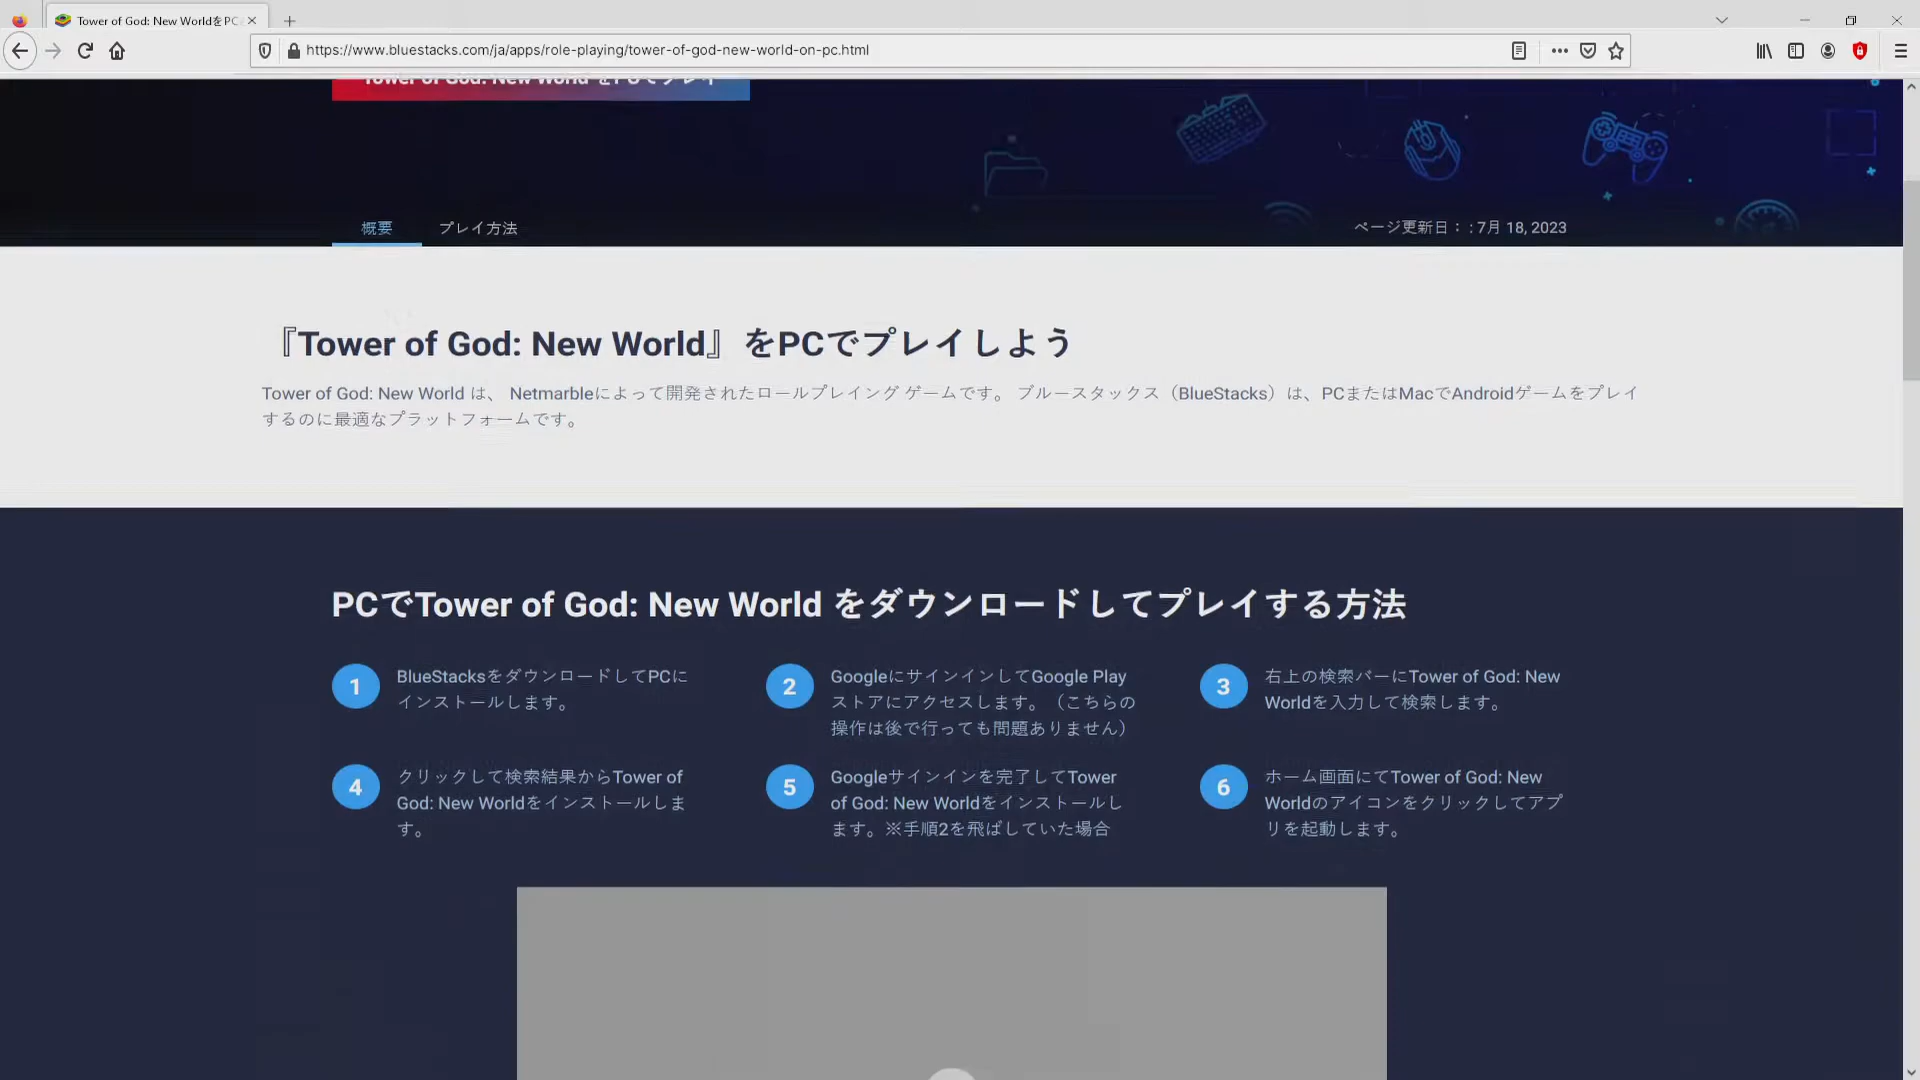 Tower of God: New WorldをPC
https://www.bluestacks.com/ja/apps/role-playing/tower-of-god-new-world-on-pc.html
Tower of God: New World をPCでプレイ
概要
プレイ方法
ページ更新日： : 7月 18, 2023
『Tower of God: New World』をPCでプレイしよう
Tower of God: New World は、 Netmarbleによって開発されたロールプレイング ゲームです。 ブルースタックス（BlueStacks）は、PCまたはMacでAndroidゲームをプレイ
するのに最適なプラットフォームです。
PCでTower of God: New World をダウンロードしてプレイする方法
1
BlueStacksをダウンロードしてPCに
インストールします。
2
GoogleにサインインしてGoogle Play
ストアにアクセスします。（こちらの
操作は後で行っても問題ありません）
3
右上の検索バーにTower of God: New
Worldを入力して検索します。
4
クリックして検索結果からTower of
God: New Worldをインストールしま
す。
5
Googleサインインを完了してTower
of God: New Worldをインストールし
ます。※手順2を飛ばしていた場合
6
ホーム画面にてTower of God: New
Worldのアイコンをクリックしてアプ
リを起動します。